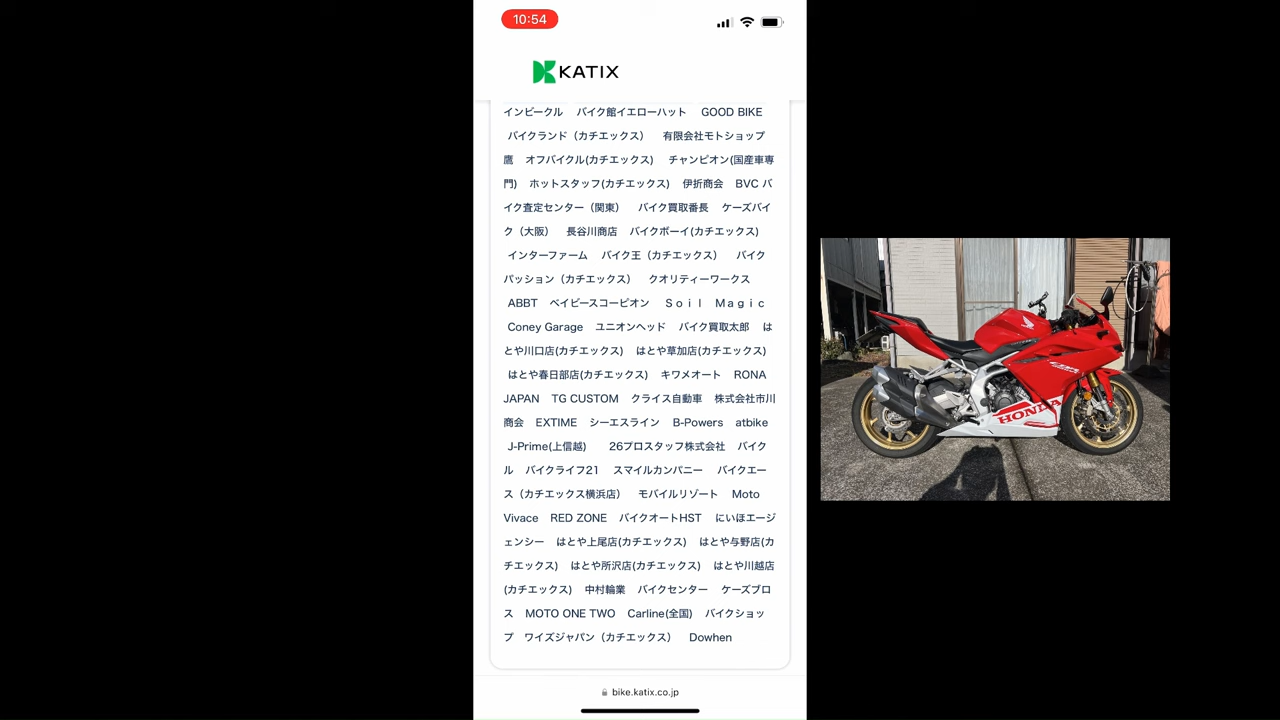 10:54
KATIX
インビークル バイク館イエローハット GOOD BIKE
バイクランド（カチエックス） 有限会社モトショップ
鷹 オフバイクル(カチエックス) チャンピオン(国産車専
門) ホットスタッフ(カチエックス) 伊折商会 BVC バ
イク査定センター（関東） バイク買取番長 ケーズバイ
ク（大阪） 長谷川商店 バイクボーイ(カチエックス)
インターファーム バイク王（カチエックス） バイク
パッション（カチエックス） クオリティーワークス
ABBT ベイビースコーピオン Ｓｏｉｌ Ｍａｇｉｃ
Coney Garage ユニオンヘッド バイク買取太郎 は
とや川口店(カチエックス) はとや草加店(カチエックス)
はとや春日部店(カチエックス) キワメオート RONA
JAPAN TG CUSTOM クライス自動車 株式会社市川
商会 EXTIME シーエスライン B-Powers atbike
J-Prime(上信越) 26プロスタッフ株式会社 バイク
ル バイクライフ21 スマイルカンパニー バイクエー
ス（カチエックス横浜店） モバイルリゾート Moto
Vivace RED ZONE バイクオートHST にいほエージ
ェンシー はとや上尾店(カチエックス) はとや与野店(カ
チエックス) はとや所沢店(カチエックス) はとや川越店
(カチエックス) 中村輪業 バイクセンター ケーズブロ
ス MOTO ONE TWO Carline(全国) バイクショッ
プ ワイズジャパン（カチエックス） Dowhen
bike.katix.co.jp
HONDA